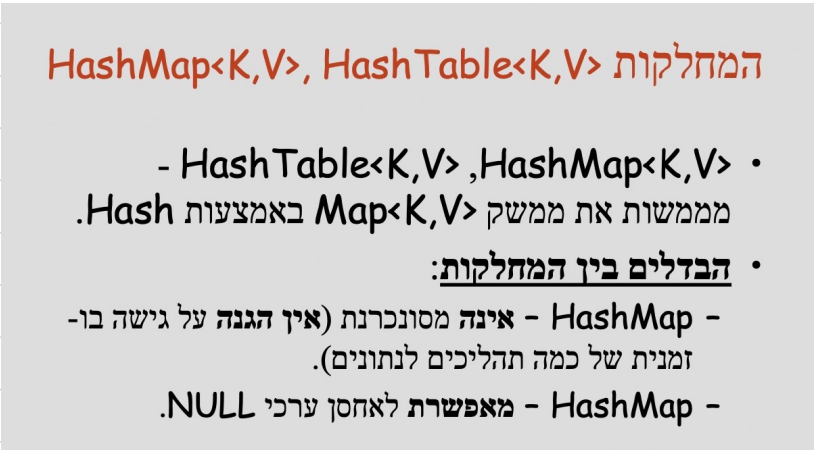 המחלקות HashMap<K,V>, HashTable<K,V>
• HashTable<K,V> ,HashMap<K,V> -
מממשות את ממשק Map<K,V> באמצעות Hash.
• הבדלים בין המחלקות:
– HashMap – אינה מסונכרנת (אין הגנה על גישה בו-
זמנית של כמה תהליכים לנתונים).
– HashMap – מאפשרת לאחסן ערכי NULL.